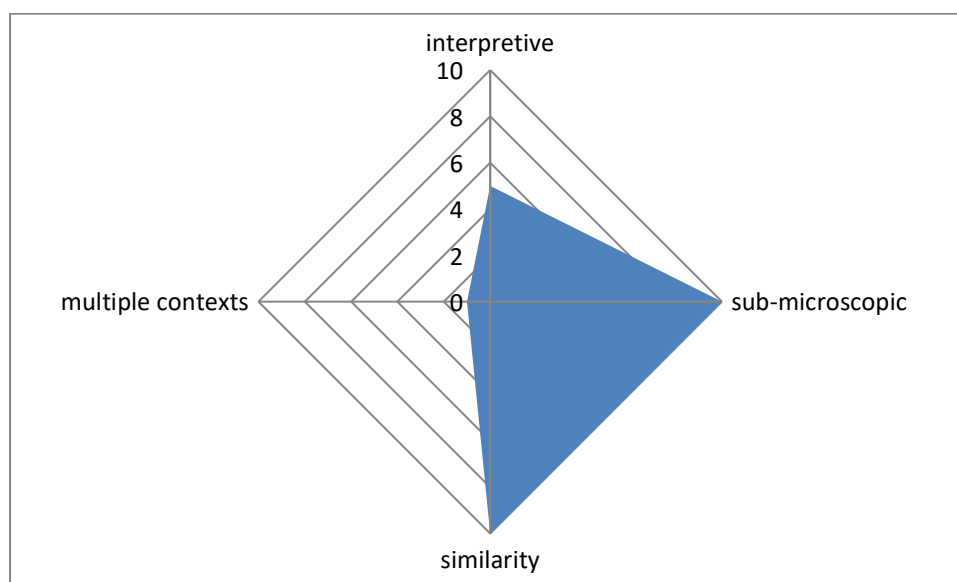 interpretive
10
8
6
4
2
0
multiple contexts
sub-microscopic
similarity